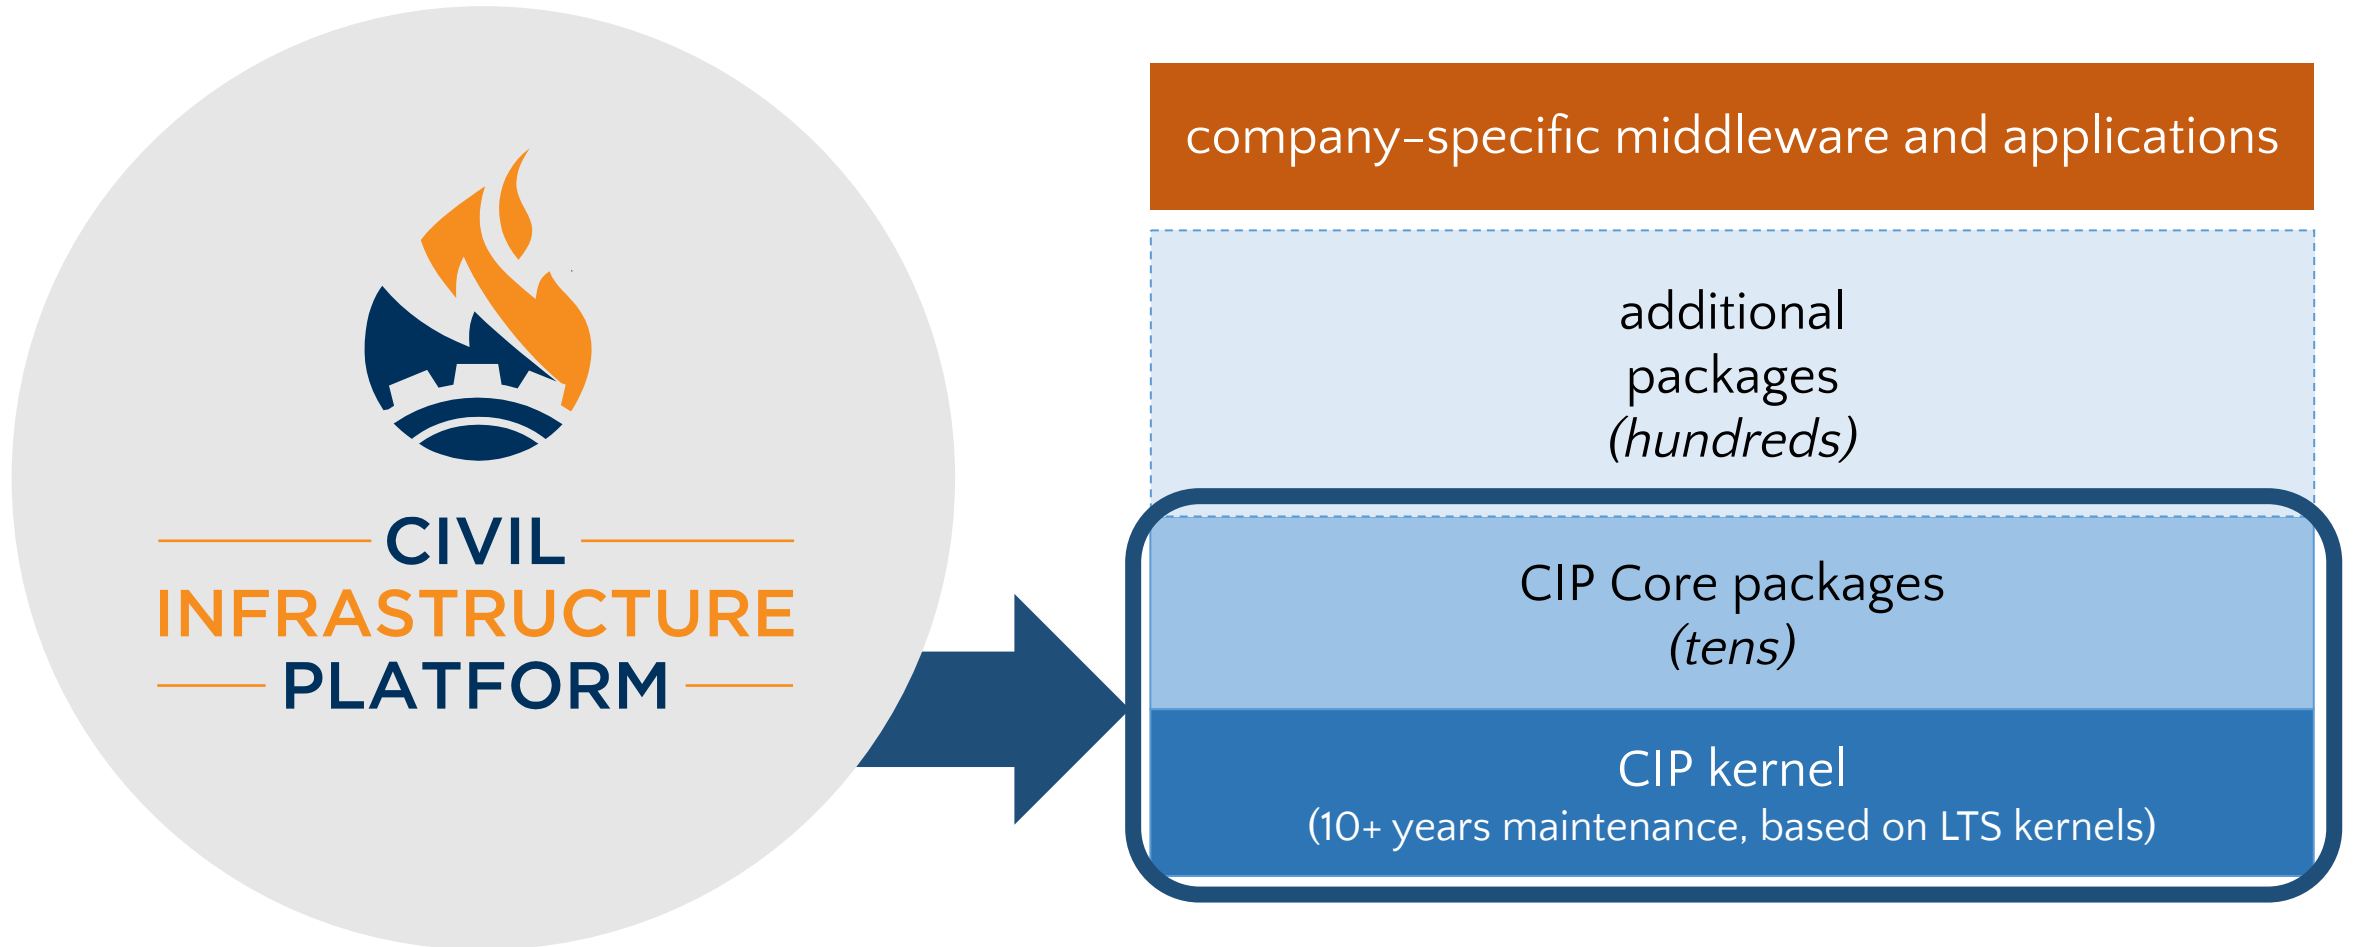 CIVIL
INFRASTRUCTURE
PLATFORM
company-specific middleware and applications
additional
packages
(hundreds)
CIP Core packages
(tens)
CIP kernel
(10+ years maintenance, based on LTS kernels)